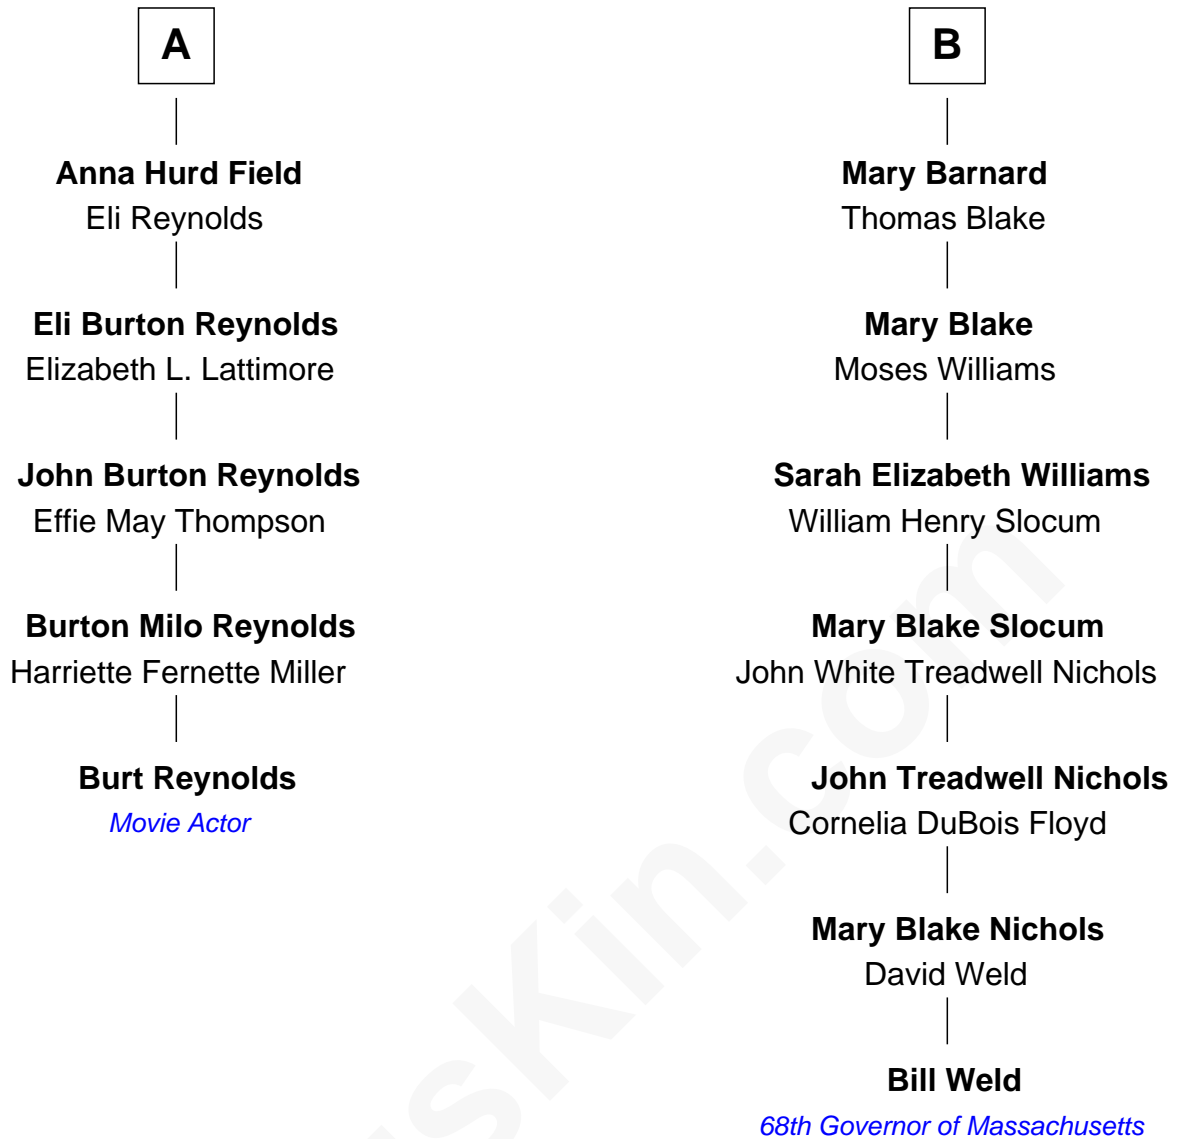 A
Anna Hurd Field
Eli Reynolds
Eli Burton Reynolds
Elizabeth L. Lattimore
John Burton Reynolds
Effie May Thompson
Burton Milo Reynolds
Harriette Fernette Miller
Burt Reynolds
Movie Actor
B
Mary Barnard
Thomas Blake
Mary Blake
Moses Williams
Sarah Elizabeth Williams
William Henry Slocum
Mary Blake Slocum
John White Treadwell Nichols
John Treadwell Nichols
Cornelia DuBois Floyd
Mary Blake Nichols
David Weld
Bill Weld
68th Governor of Massachusetts
sKin.com